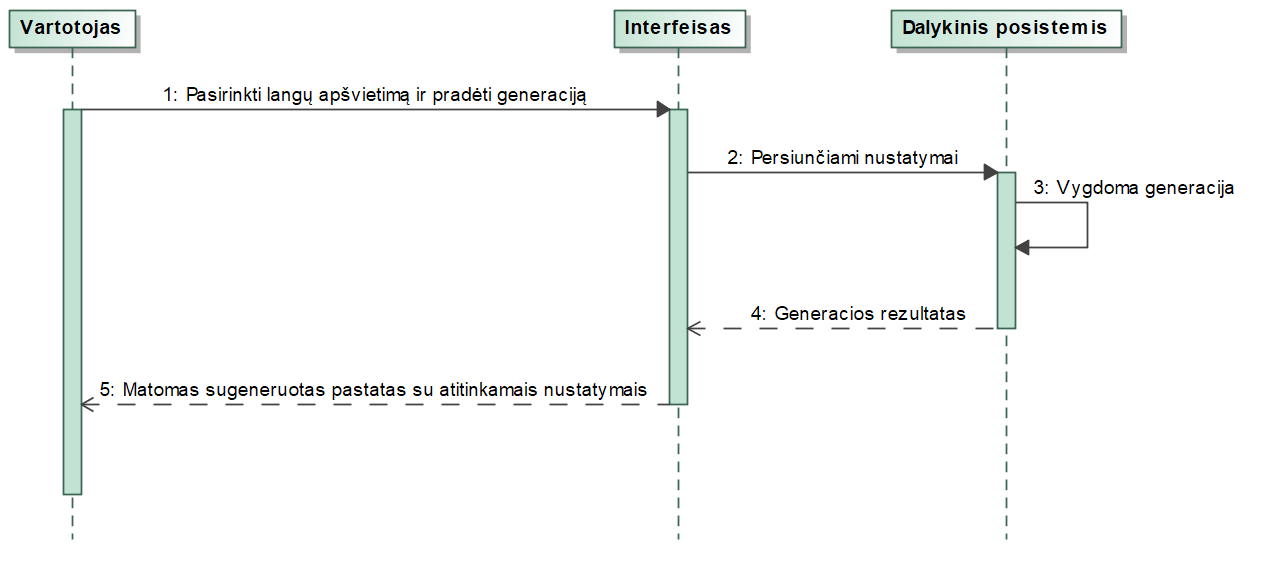 Vartotojas
Interfeisas
Dalykinis posistemis
1: Pasirinkti langų apšvietimą ir pradėti generaciją
2: Persiunčiami nustatymai
3: Vygdoma generacija
4: Generacios rezultatas
5: Matomas sugeneruotas pastatas su atitinkamais nustatymais